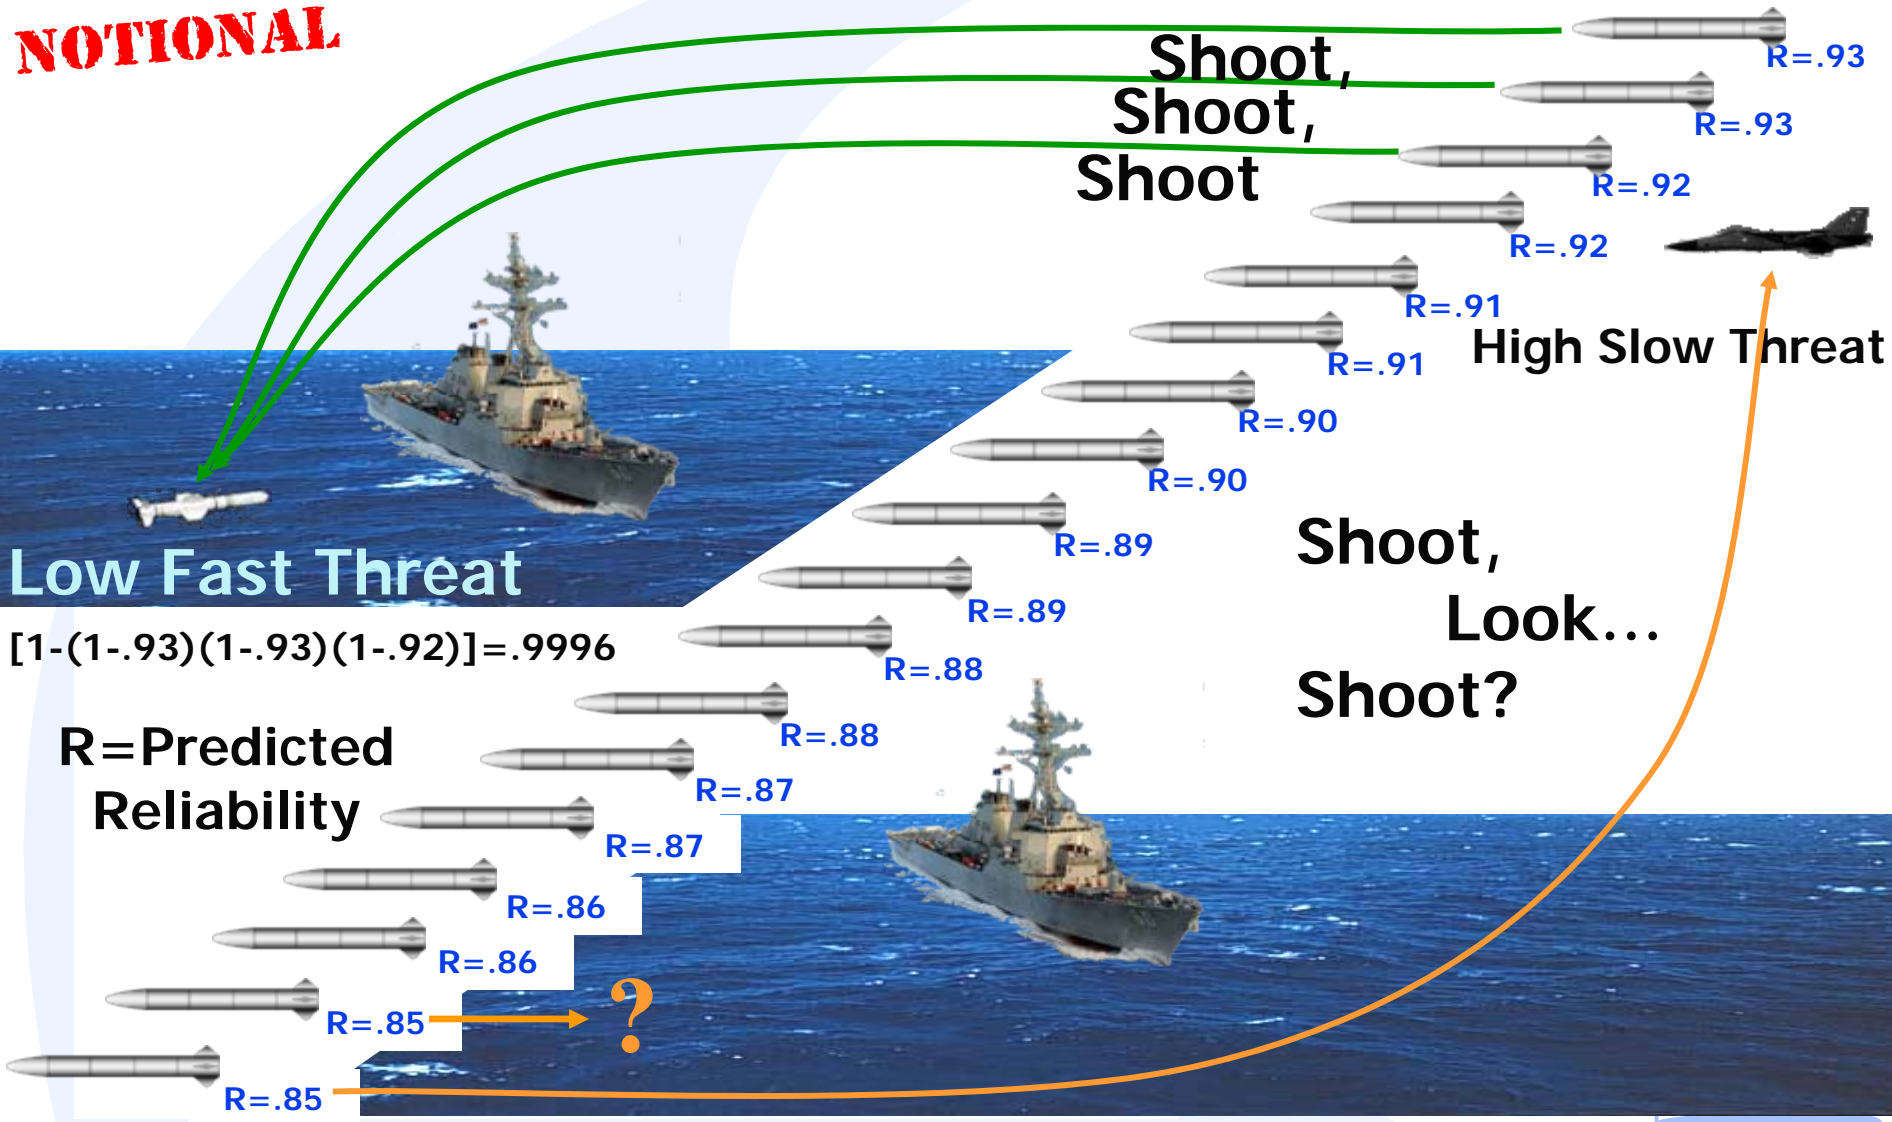 NOTIONAL
Shoot,
Shoot,
Shoot
R=.93
R=.93
R=.92
R=.92
R=.91
R=.91
R=.90
R=.90
R=.89
R=.89
R=.88
R=.88
R=.87
R=.87
R=.86
R=.86
R=.85
R=.85
High Slow Threat
Low Fast Threat
[1-(1-.93)(1-.93)(1-.92)]=.9996
Shoot,
Look...
Shoot?
R=Predicted
Reliability
?